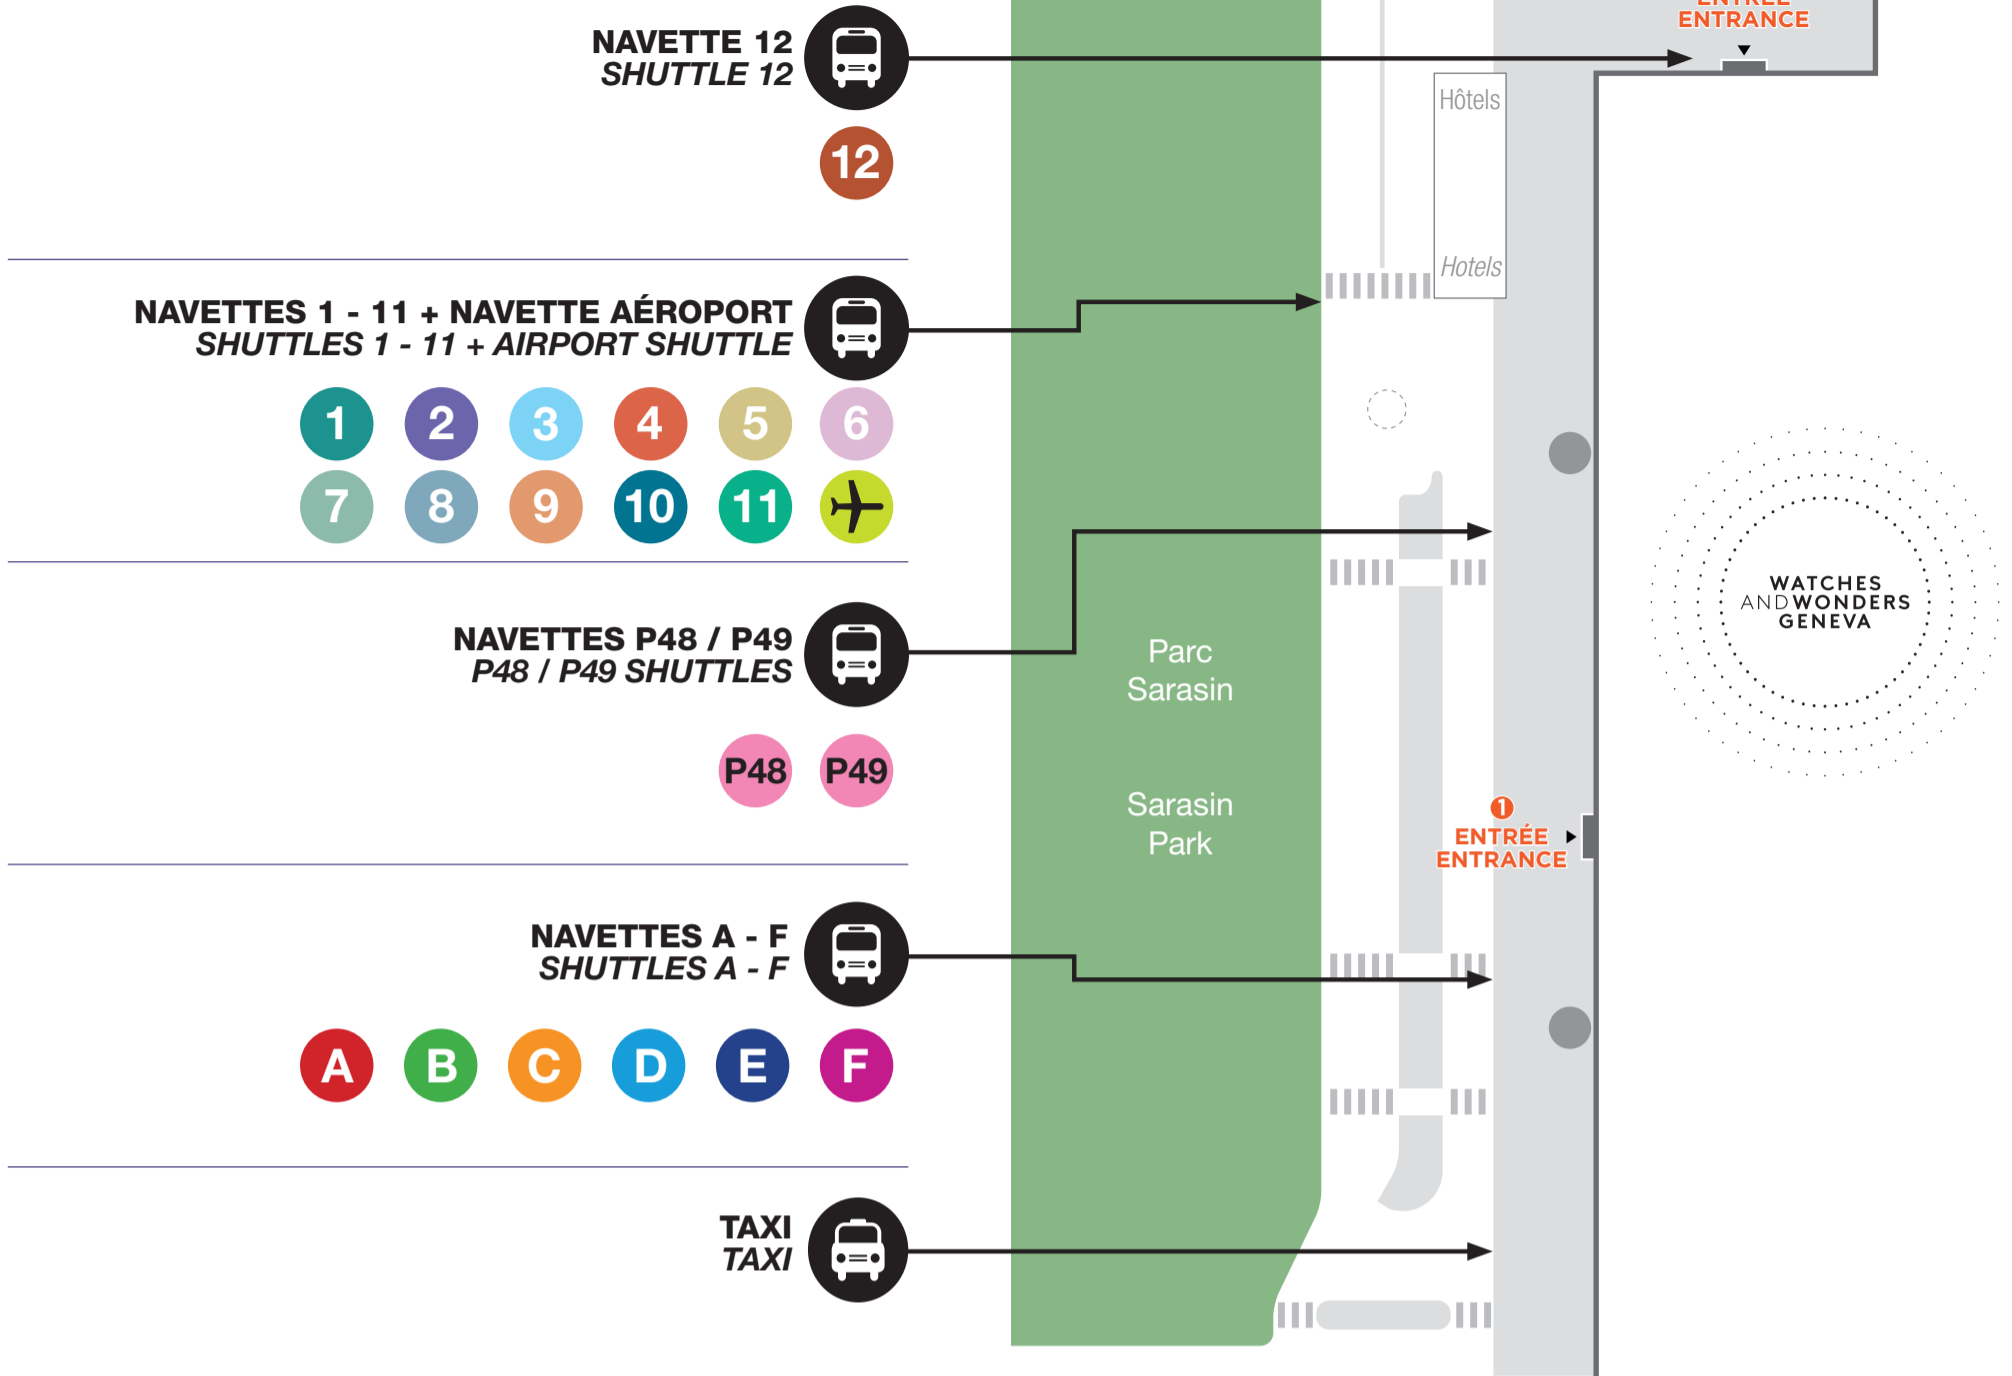 ENTRÉE
ENTRANCE
NAVETTE 12
SHUTTLE 12
12
Hôtels
Hotels
NAVETTES 1 - 11 + NAVETTE AÉROPORT
SHUTTLES 1 - 11 + AIRPORT SHUTTLE
1 2 3 4 5 6
7 8 9 10 11
NAVETTES P48 / P49
P48 / P49 SHUTTLES
P48 P49
Parc
Sarasin
Sarasin
Park
WATCHES
ANDWONDERS
GENEVA
1
ENTRÉE
ENTRANCE
NAVETTES A - F
SHUTTLES A - F
A B C D E F
TAXI
TAXI